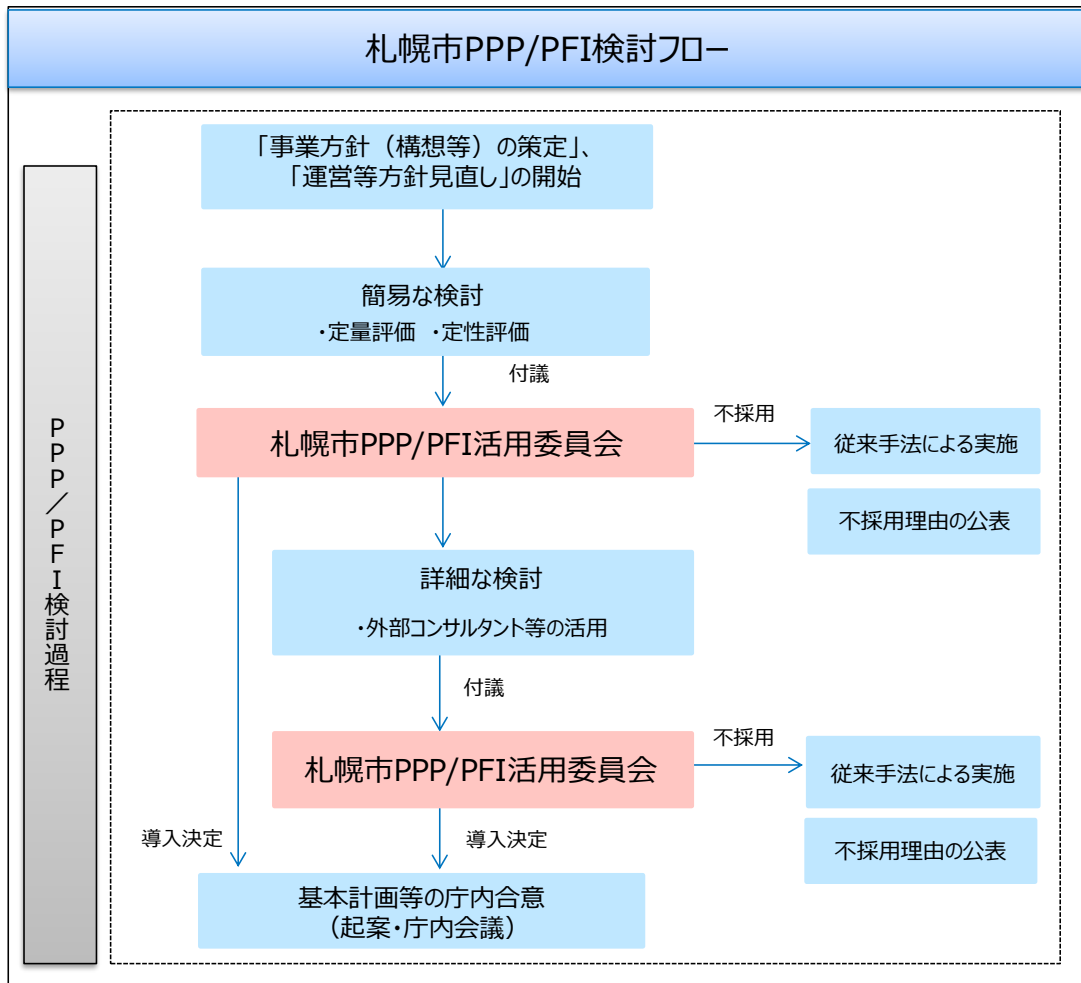 札幌市PPP/PFI検討フロー
PPP/PFI検討過程
「事業方針（構想等）の策定」、
「運営等方針見直し」の開始
簡易な検討
・定量評価 ・定性評価
付議
札幌市PPP/PFI活用委員会
不採用
従来手法による実施
不採用理由の公表
詳細な検討
・外部コンサルタント等の活用
付議
札幌市PPP/PFI活用委員会
不採用
従来手法による実施
不採用理由の公表
導入決定
導入決定
基本計画等の庁内合意
（起案・庁内会議）